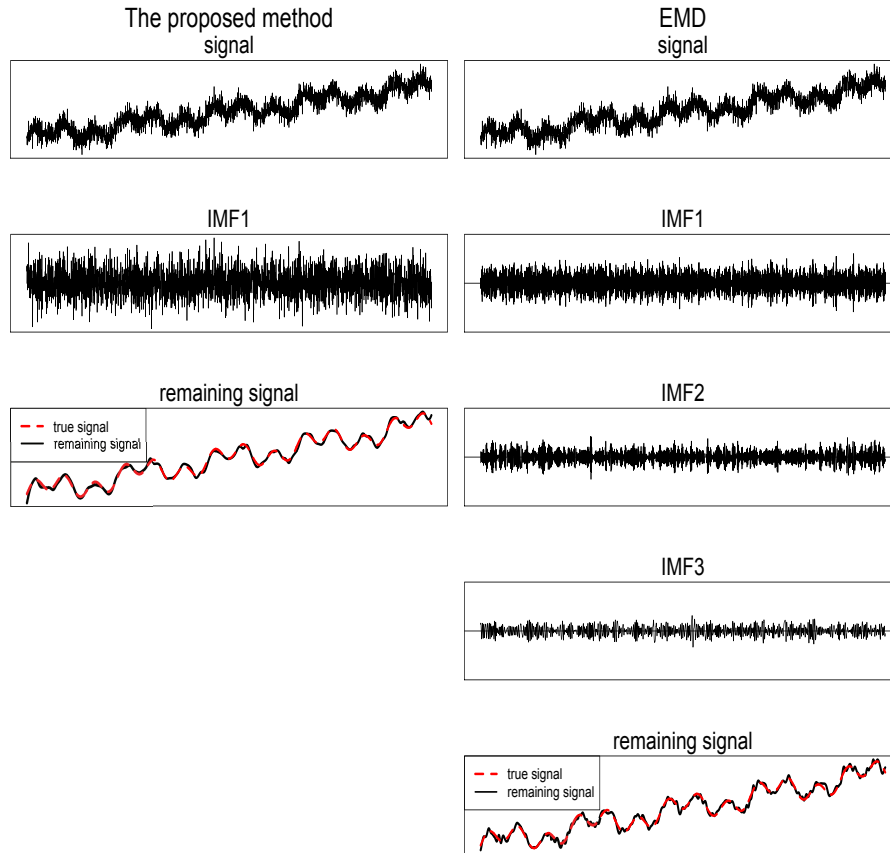 The proposed method
signal
IMF1
remaining signal
true signal
remaining signal
EMD
signal
IMF1
IMF2
IMF3
remaining signal
true signal
remaining signal